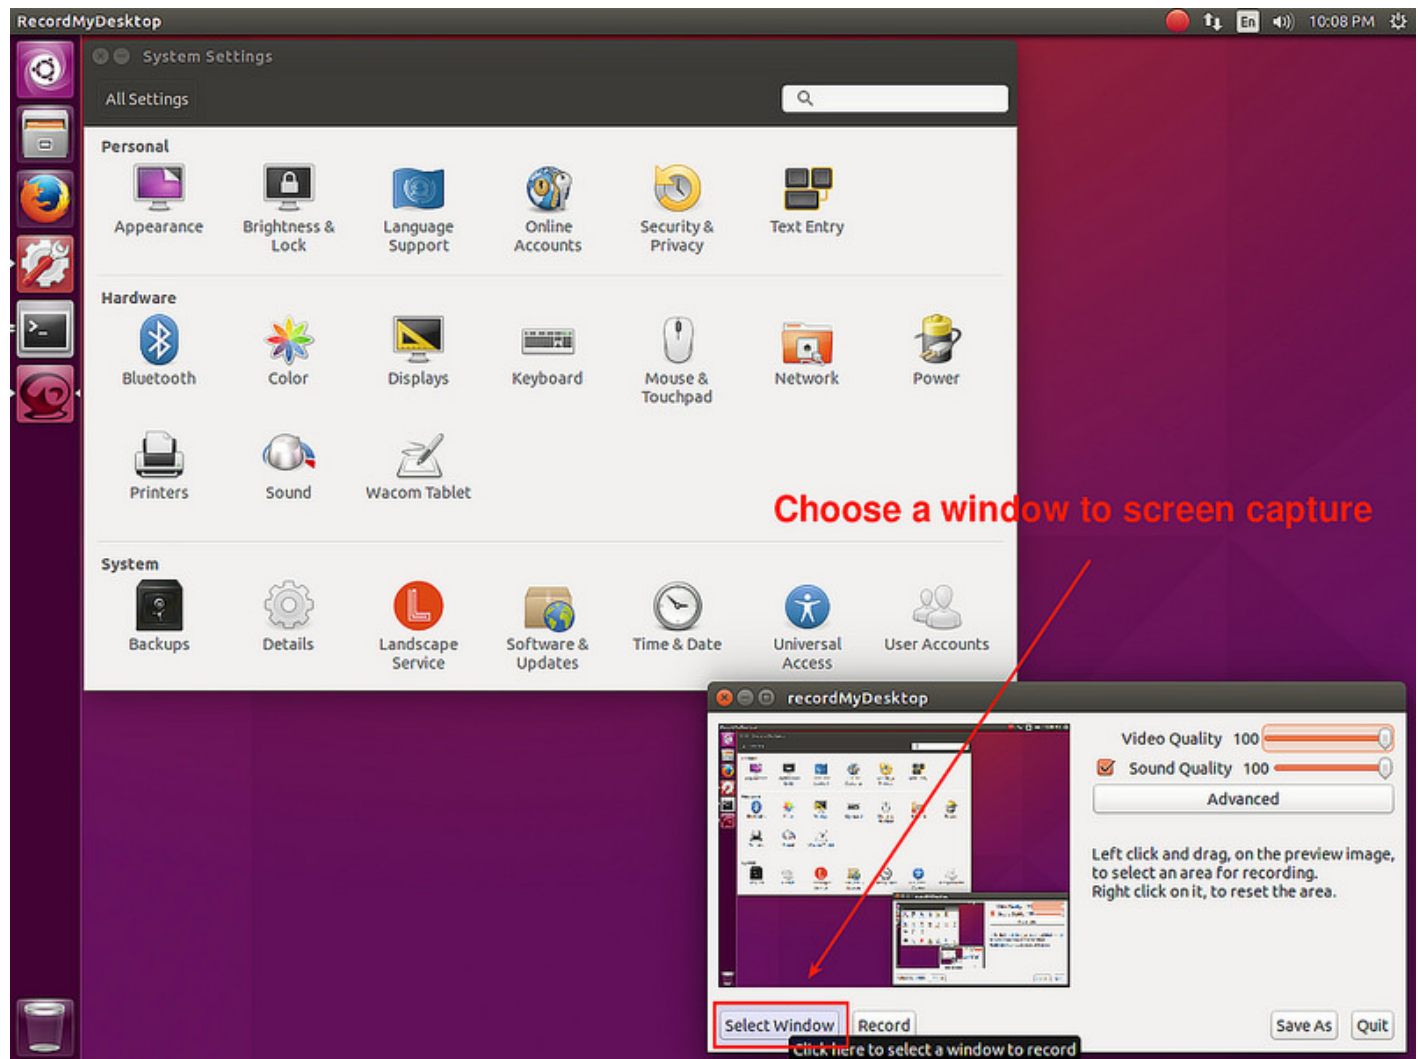 RecordMyDesktop
En 10:08 PM
System Settings
All Settings
Personal
Appearance
Brightness &
Lock
Language
Support
Online
Accounts
Security &
Privacy
Text Entry
Hardware
Bluetooth
Color
Displays
Keyboard
Mouse &
Touchpad
Network
Power
Printers
Sound
Wacom Tablet
Choose a window to screen capture
System
Backups
Details
Landscape
Service
Software &
Updates
Time & Date
Universal
Access
User Accounts
recordMyDesktop
Video Quality 100
Sound Quality 100
Advanced
Left click and drag, on the preview image,
to select an area for recording.
Right click on it, to reset the area.
Select Window
Record
Save As
Quit
Click here to select a window to record